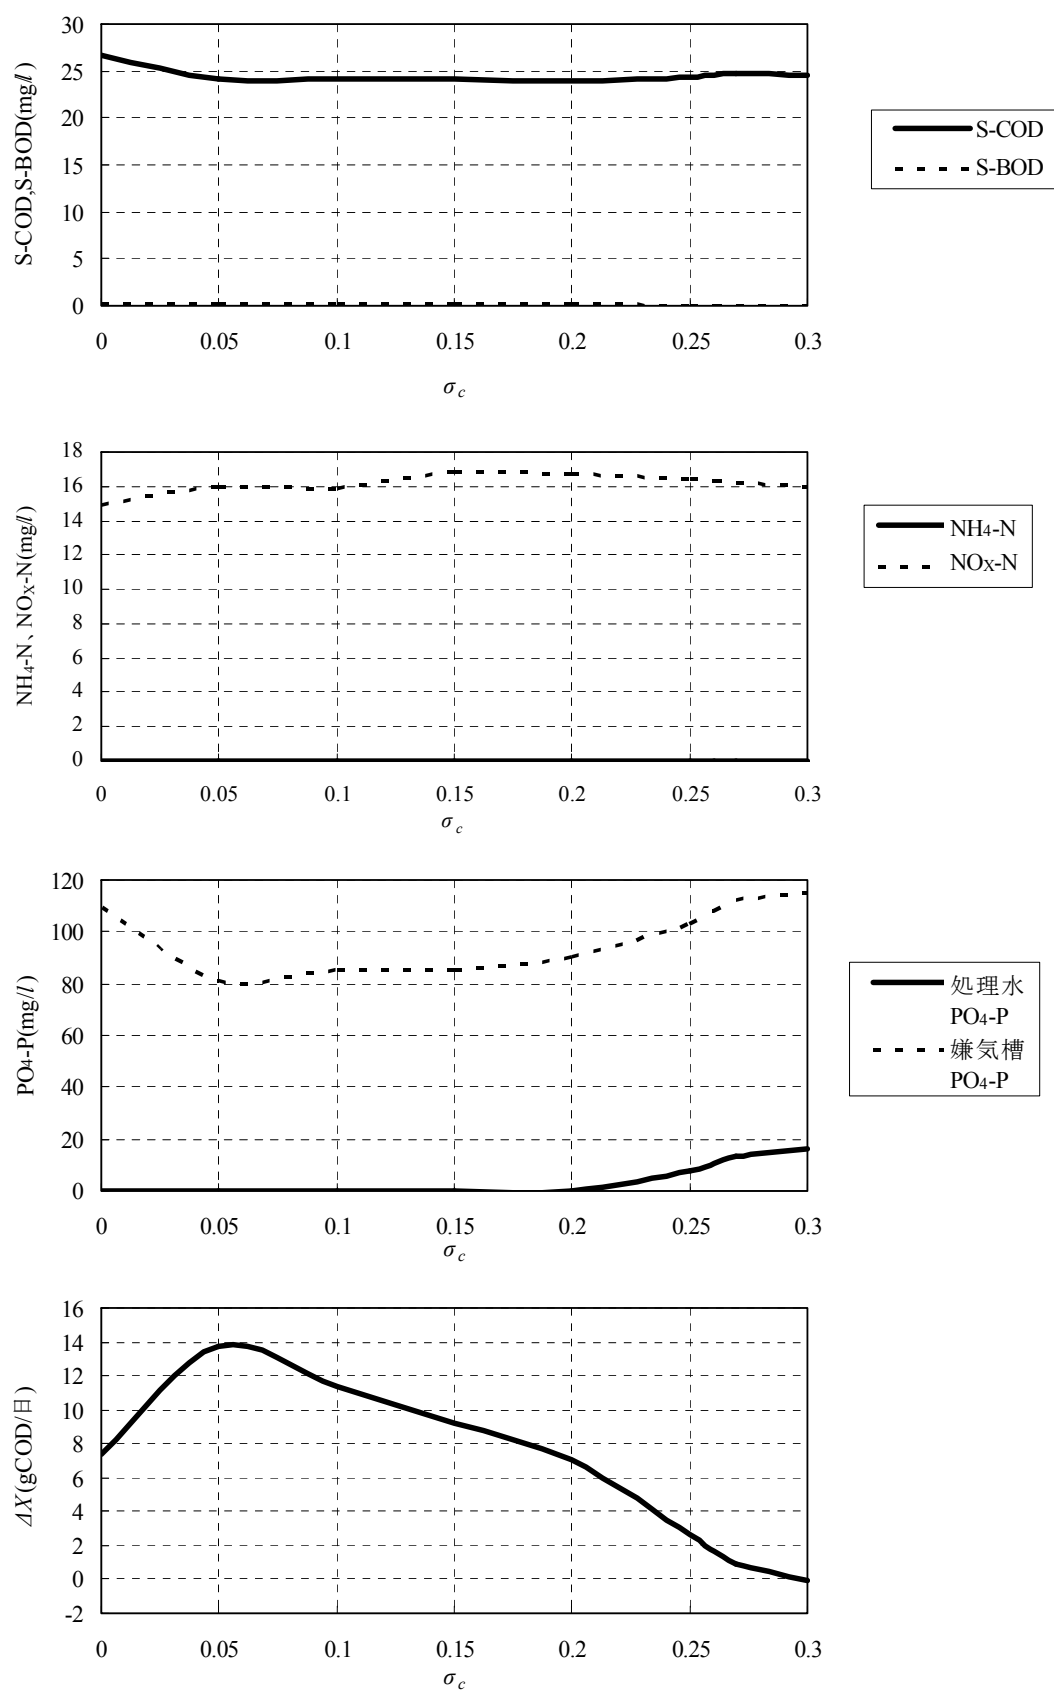 S-COD,S-BOD(mg/l)
30
25
20
15
10
5
0
0 0.05 0.1 0.15 0.2 0.25 0.3
σc
S-COD
S-BOD
NH4-N、NOX-N(mg/l)
18
16
14
12
10
8
6
4
2
0
0 0.05 0.1 0.15 0.2 0.25 0.3
σc
NH4-N
NOX-N
PO4-P(mg/l)
120
100
80
60
40
20
0
0 0.05 0.1 0.15 0.2 0.25 0.3
σc
処理水
PO4-P
嫌気槽
PO4-P
ΔX(gCOD/日)
16
14
12
10
8
6
4
2
0
-2
0 0.05 0.1 0.15 0.2 0.25 0.3
σc